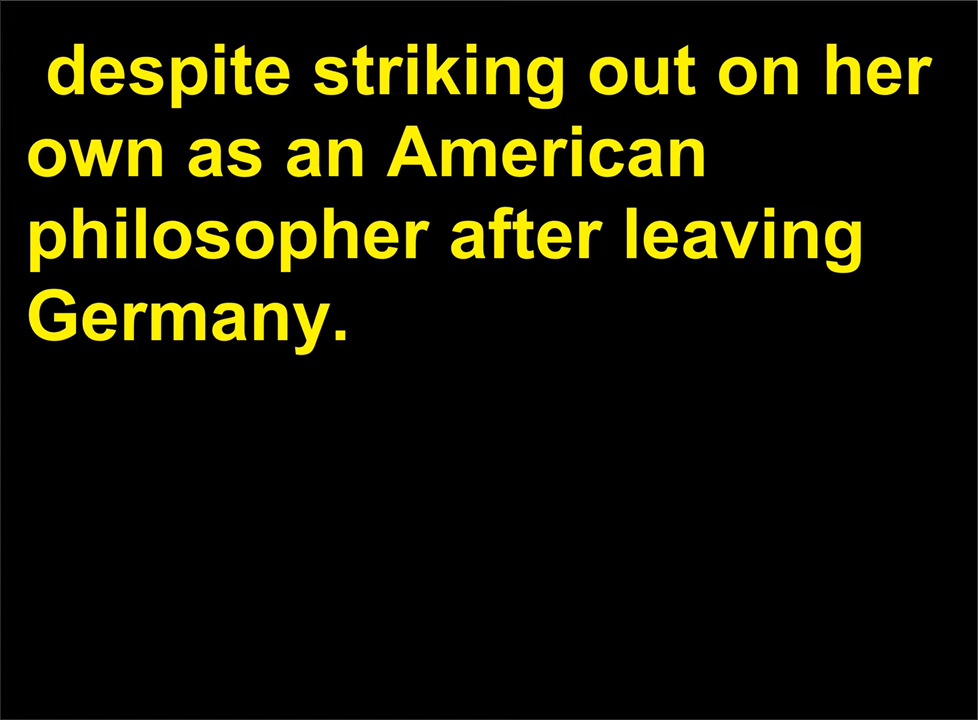 despite striking out on her
own as an American
philosopher after leaving
Germany.